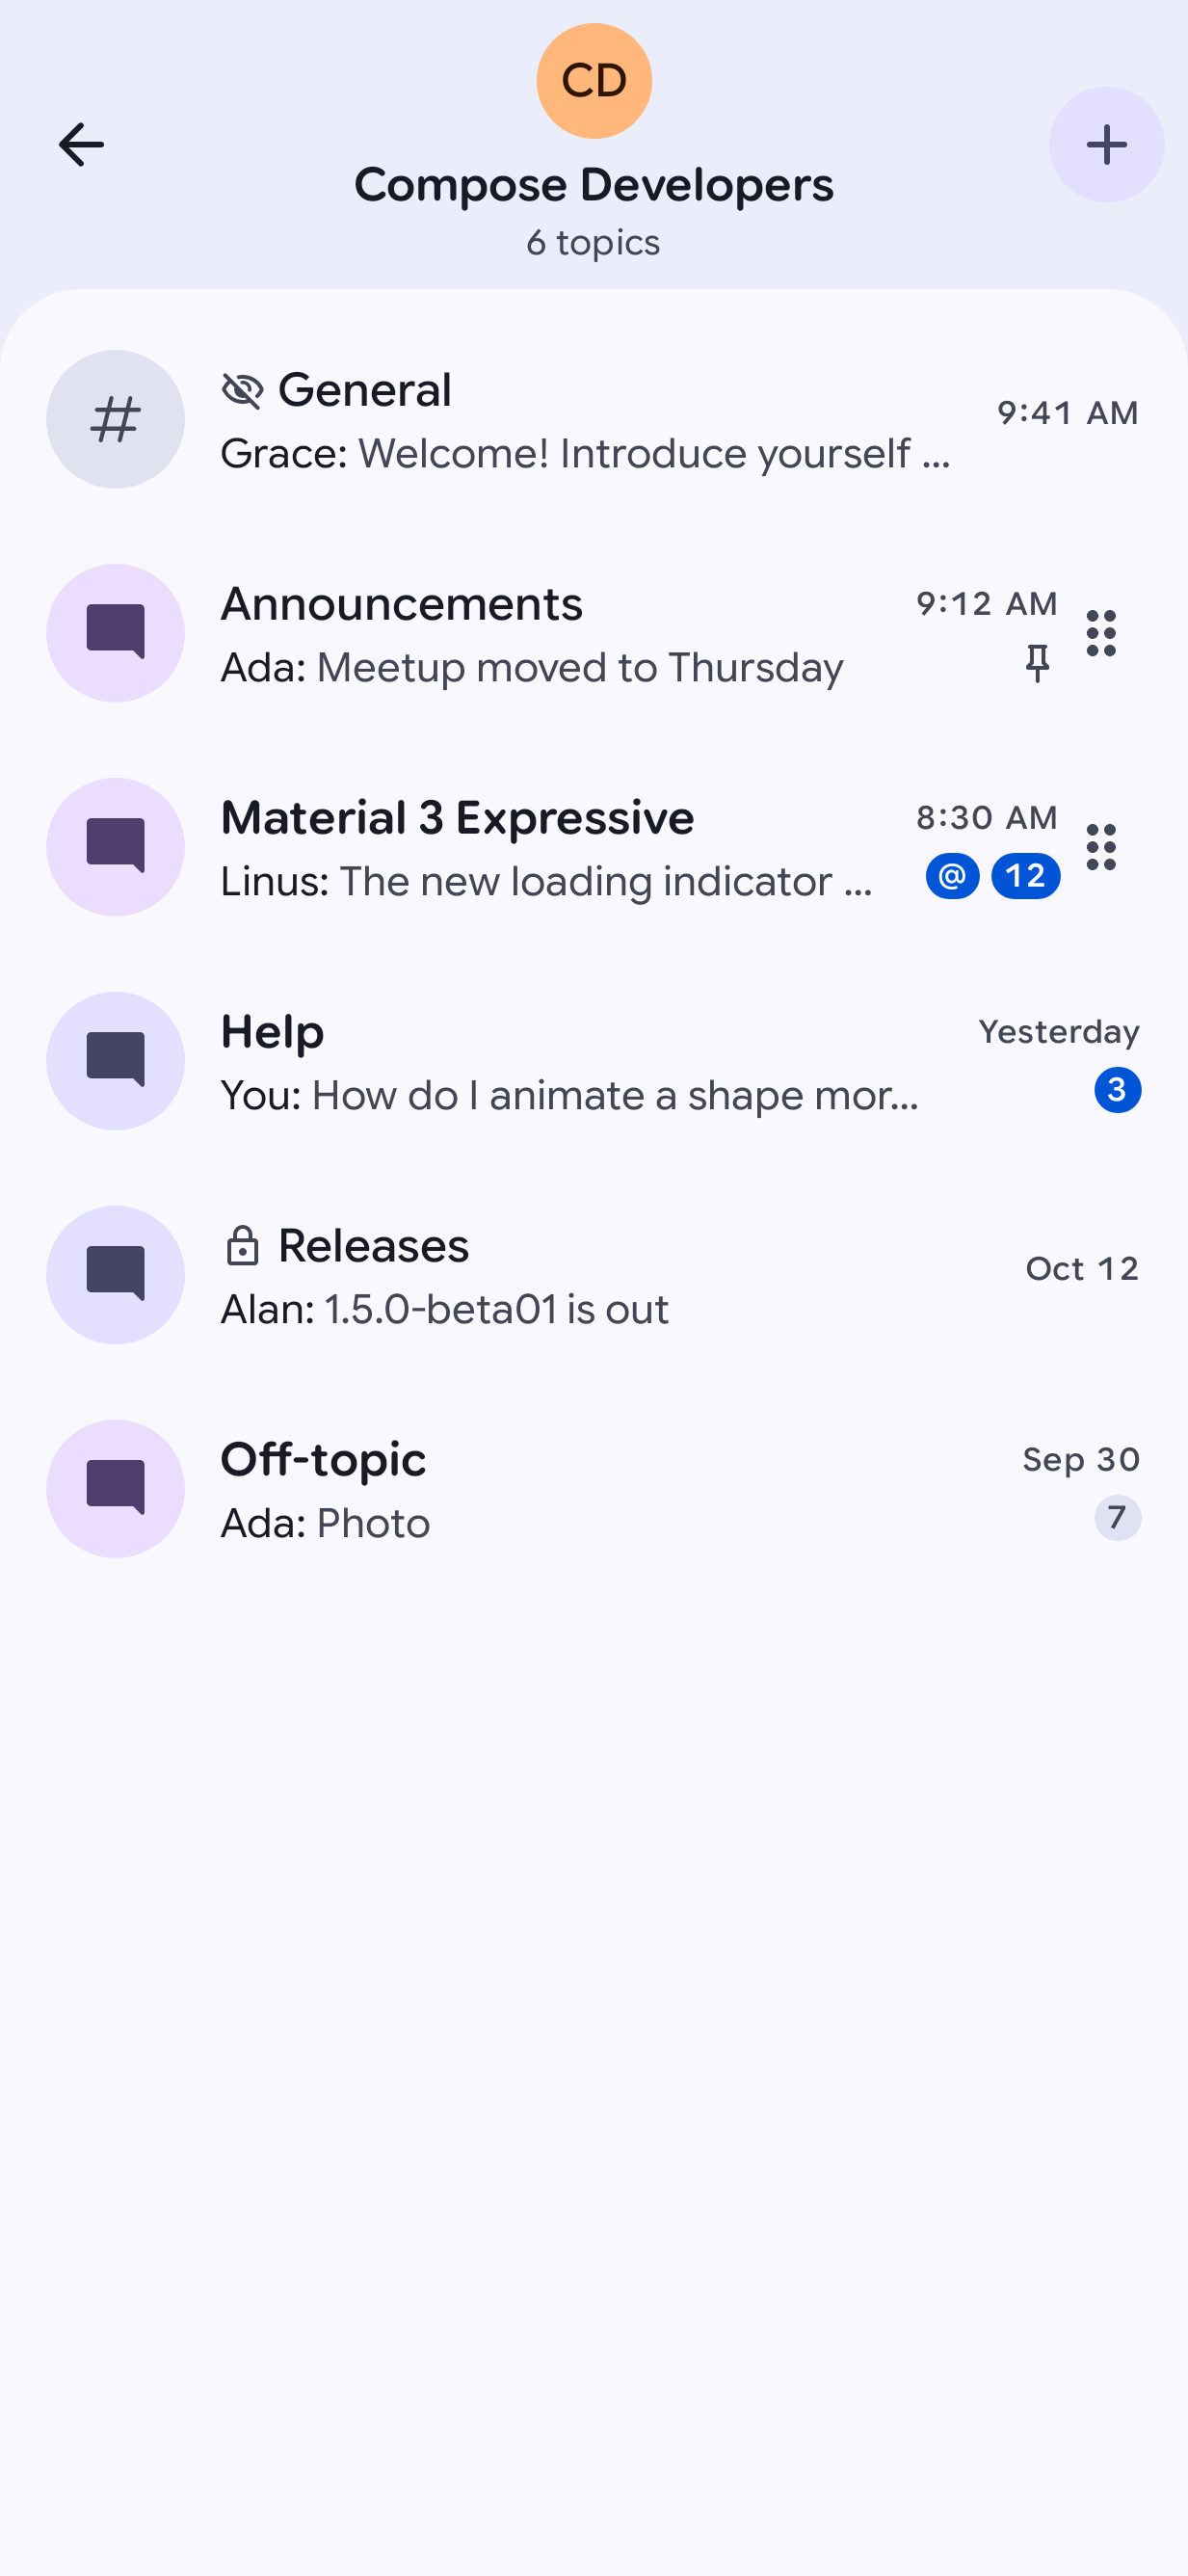 CD
Compose Developers
6 topics
# General
9:41 AM
Grace: Welcome! Introduce yourself ...
Announcements
9:12 AM
Ada: Meetup moved to Thursday
Material 3 Expressive
8:30 AM
Linus: The new loading indicator ...
@ 12
Help
Yesterday
You: How do I animate a shape mor...
3
Releases
Oct 12
Alan: 1.5.0-beta01 is out
Off-topic
Sep 30
Ada: Photo
7